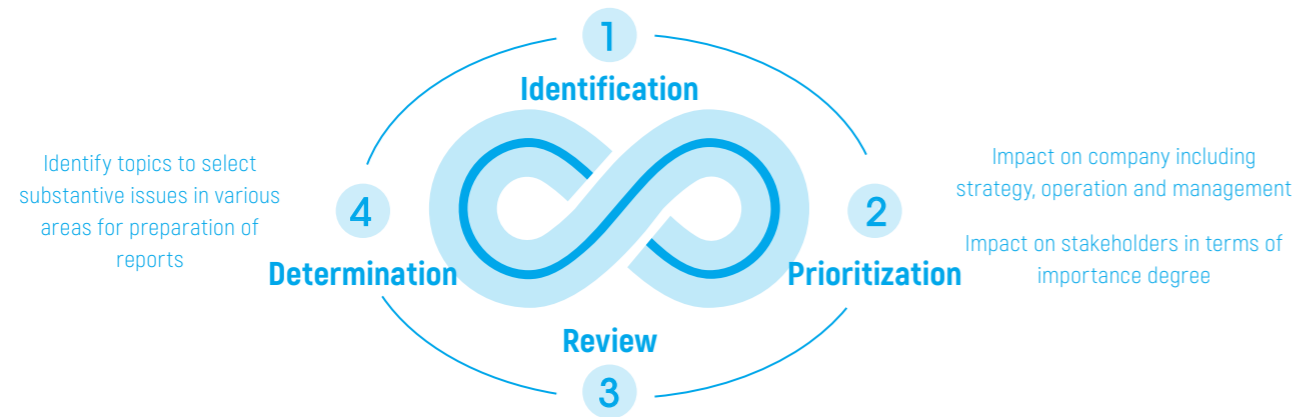 1
Identification
Impact on company including
strategy, operation and management
Impact on stakeholders in terms of
importance degree
2
Prioritization
Review
3
Identify topics to select
substantive issues in various
areas for preparation of
reports
4
Determination